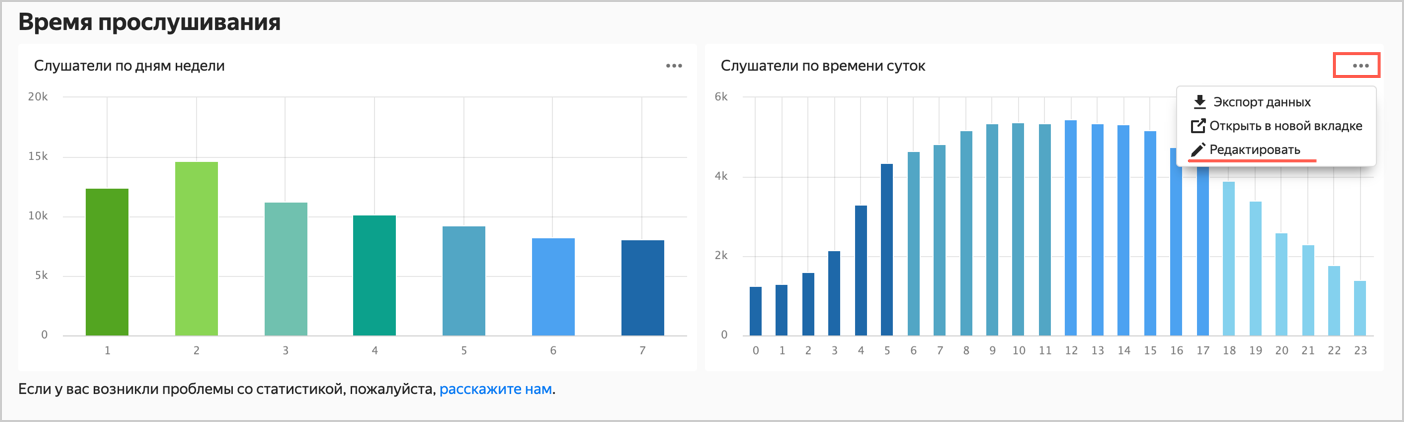 Время прослушивания
Слушатели по дням недели
20k
15k
10k
5k
0
1 2 3 4 5 6 7
Слушатели по времени суток
Экспорт данных
Открыть в новой вкладке
Редактировать
6k
4k
2k
0
0 1 2 3 4 5 6 7 8 9 10 11 12 13 14 15 16 17 18 19 20 21 22 23
Если у вас возникли проблемы со статистикой, пожалуйста, расскажите нам.